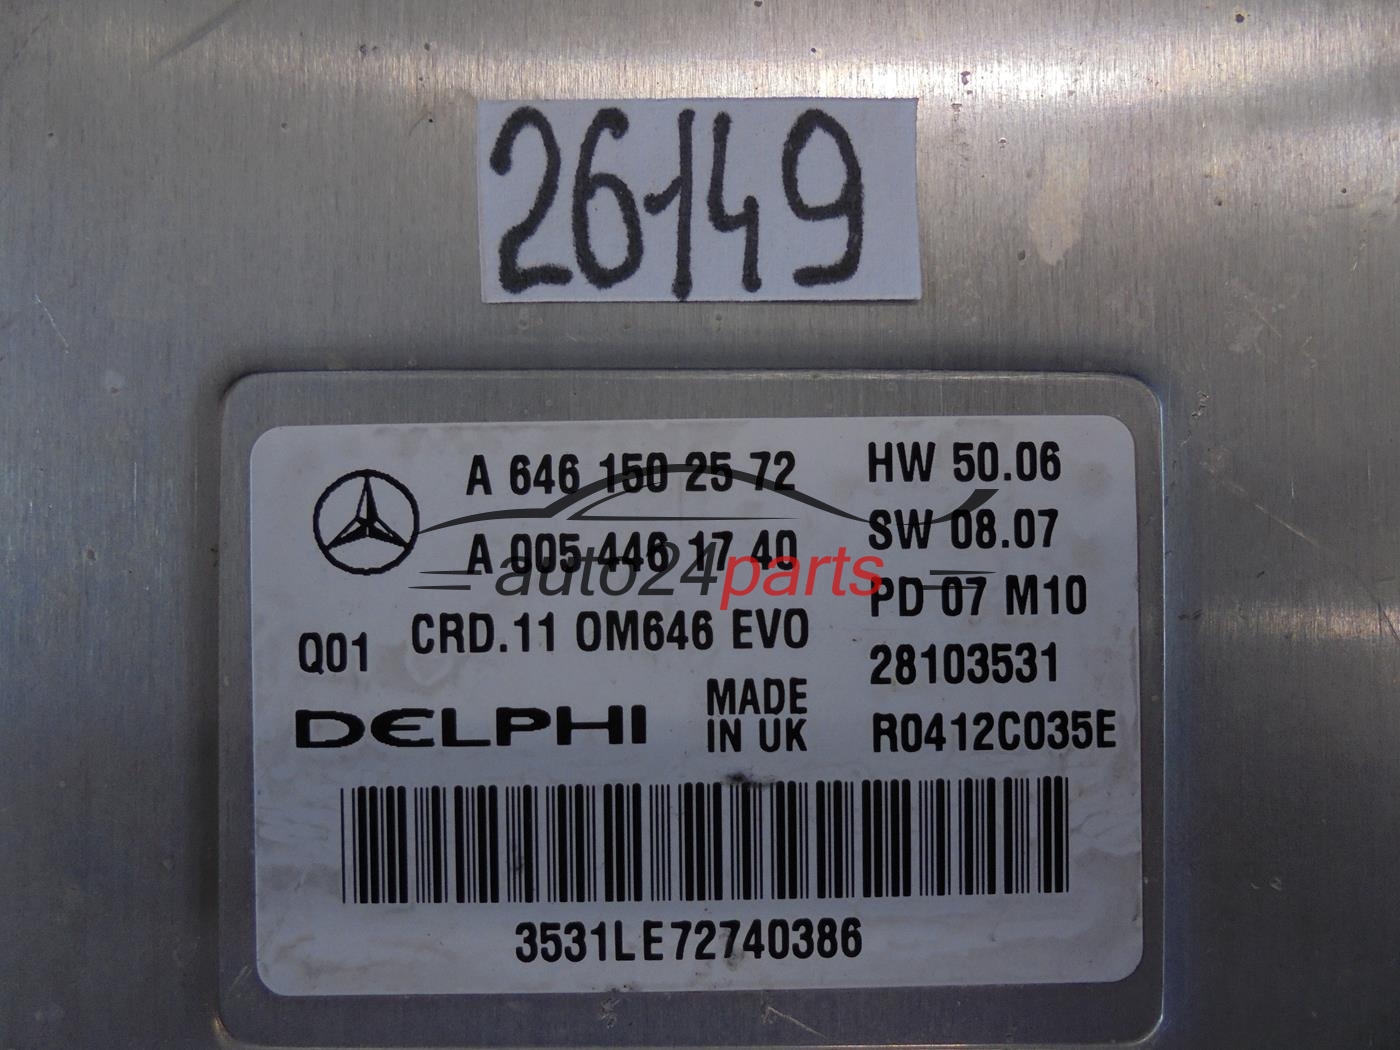 26149
A 646 150 25 72
HW 50.06
A 005 446 17 40
SW 08.07
auto24parts
PD 07 M10
Q01
CRD.11 OM646 EVO
28103531
DELPHI
MADE
IN UK
R0412C035E
3531LE72740386